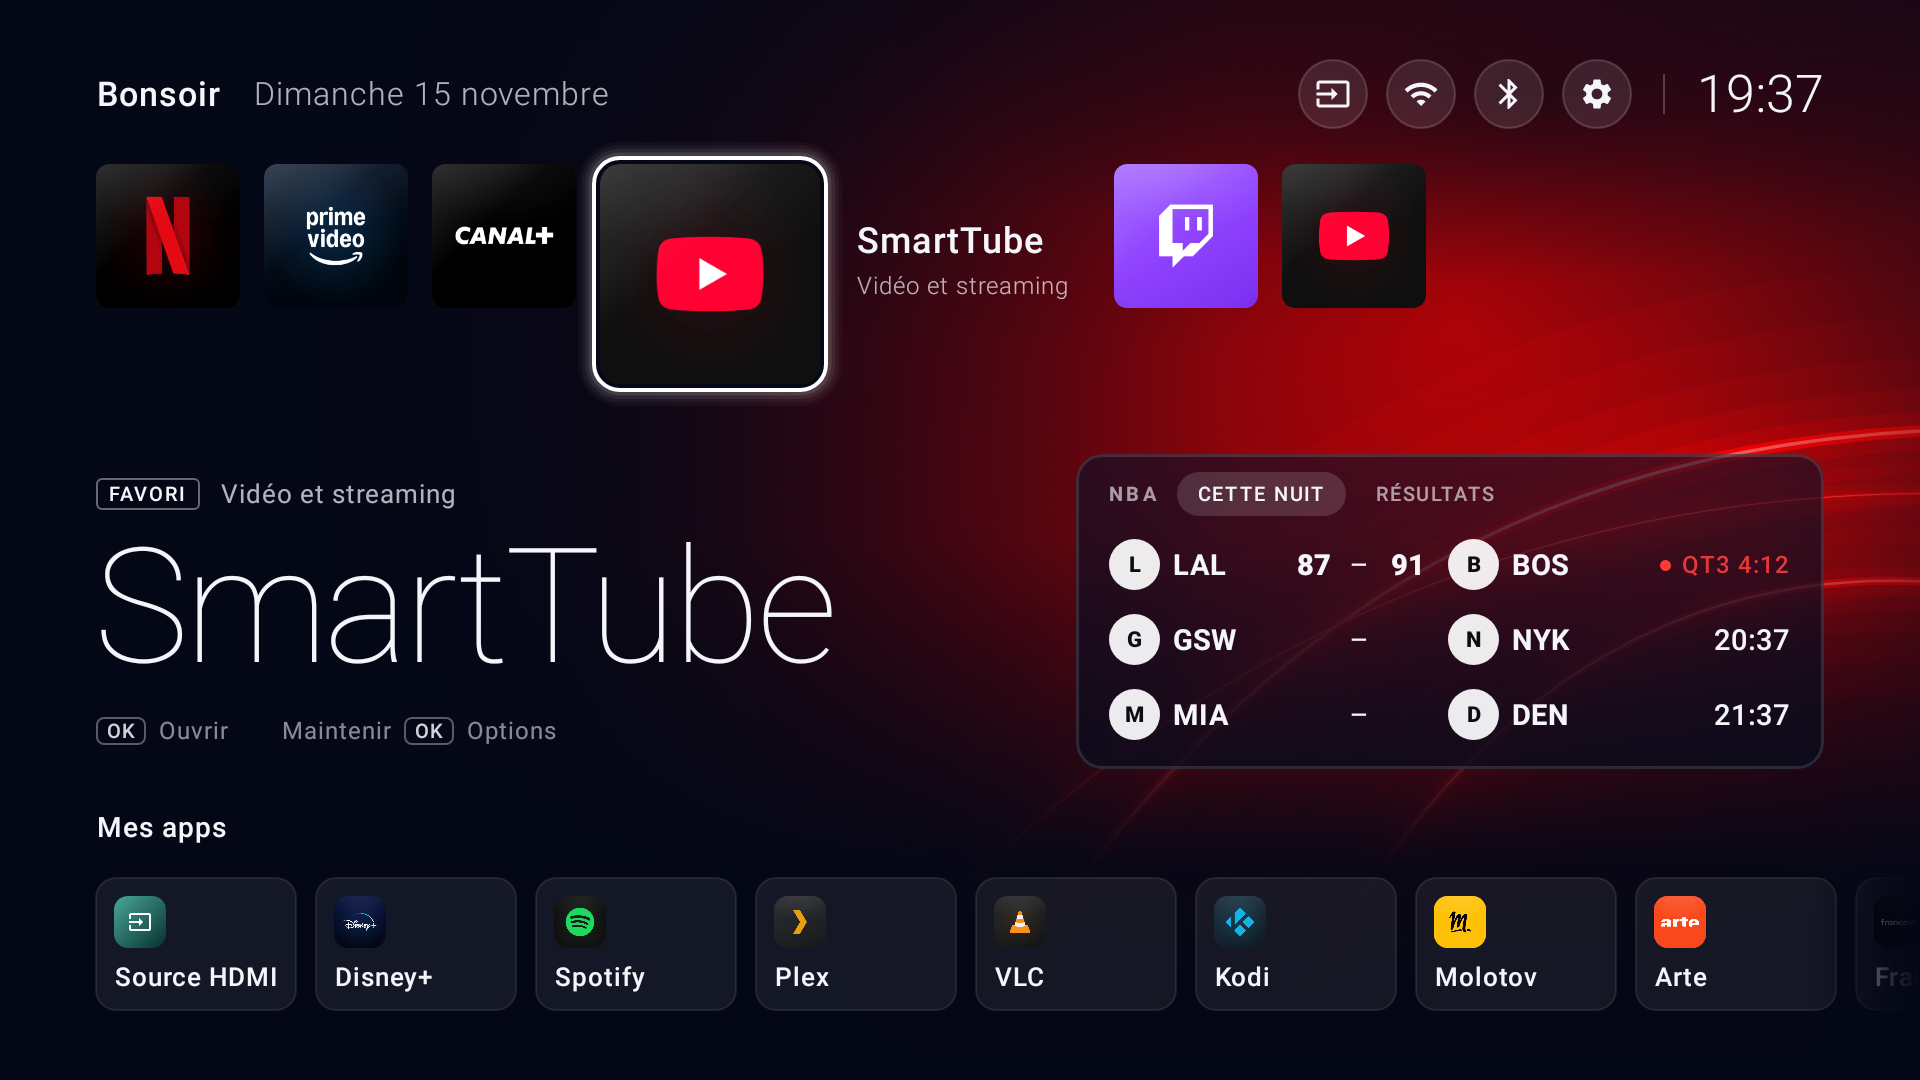 Bonsoir Dimanche 15 novembre 19:37
prime video
CANAL+
SmartTube
Vidéo et streaming
FAVORI Vidéo et streaming
SmartTube
OK Ouvrir Maintenir OK Options
NBA CETTE NUIT RÉSULTATS
L LAL 87 – 91 B BOS QT3 4:12
G GSW – N NYK 20:37
M MIA – D DEN 21:37
Mes apps
Disney+
m.
arte
Source HDMI
Disney+
Spotify
Plex
VLC
Kodi
Molotov
Arte
Fra